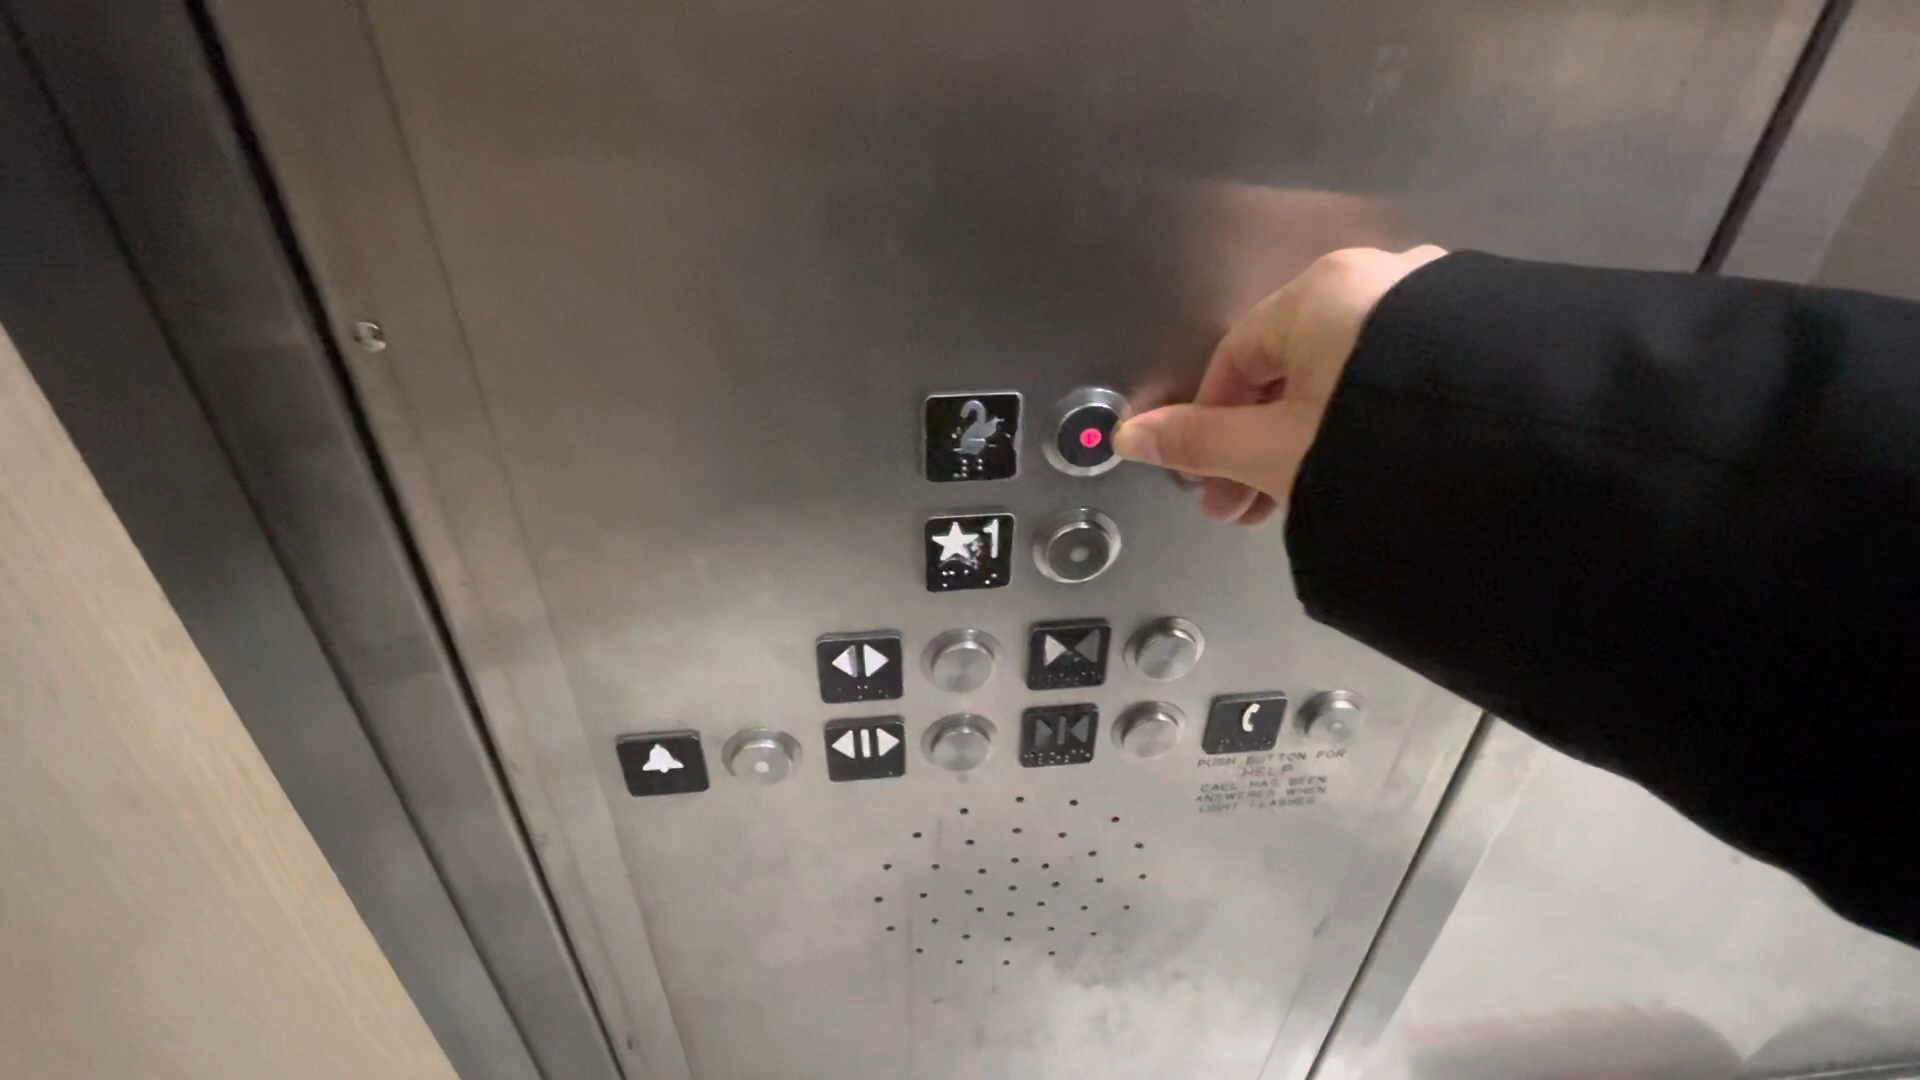 2
★1
PUSH BUTTON FOR
HELP
CALL HAS BEEN
ANSWERED WHEN
LIGHT FLASHES